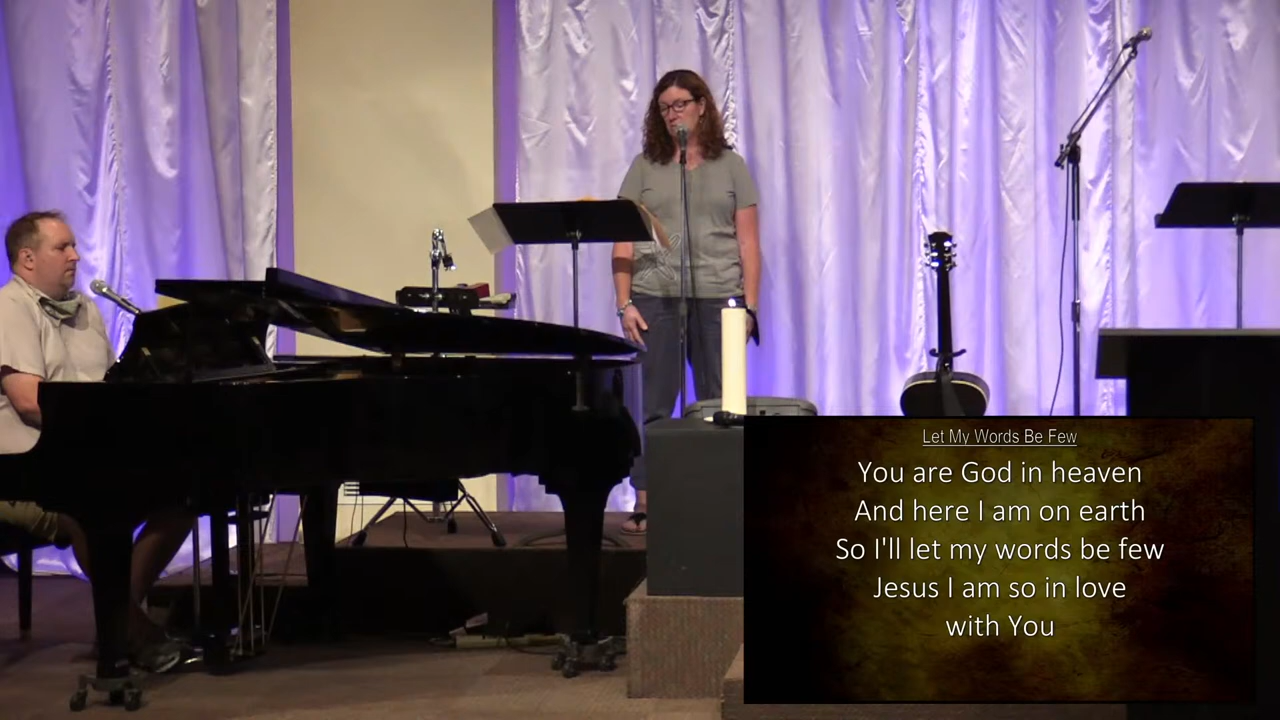 Let My Words Be Few
You are God in heaven
And here I am on earth
So I'll let my words be few
Jesus I am so in love
with You